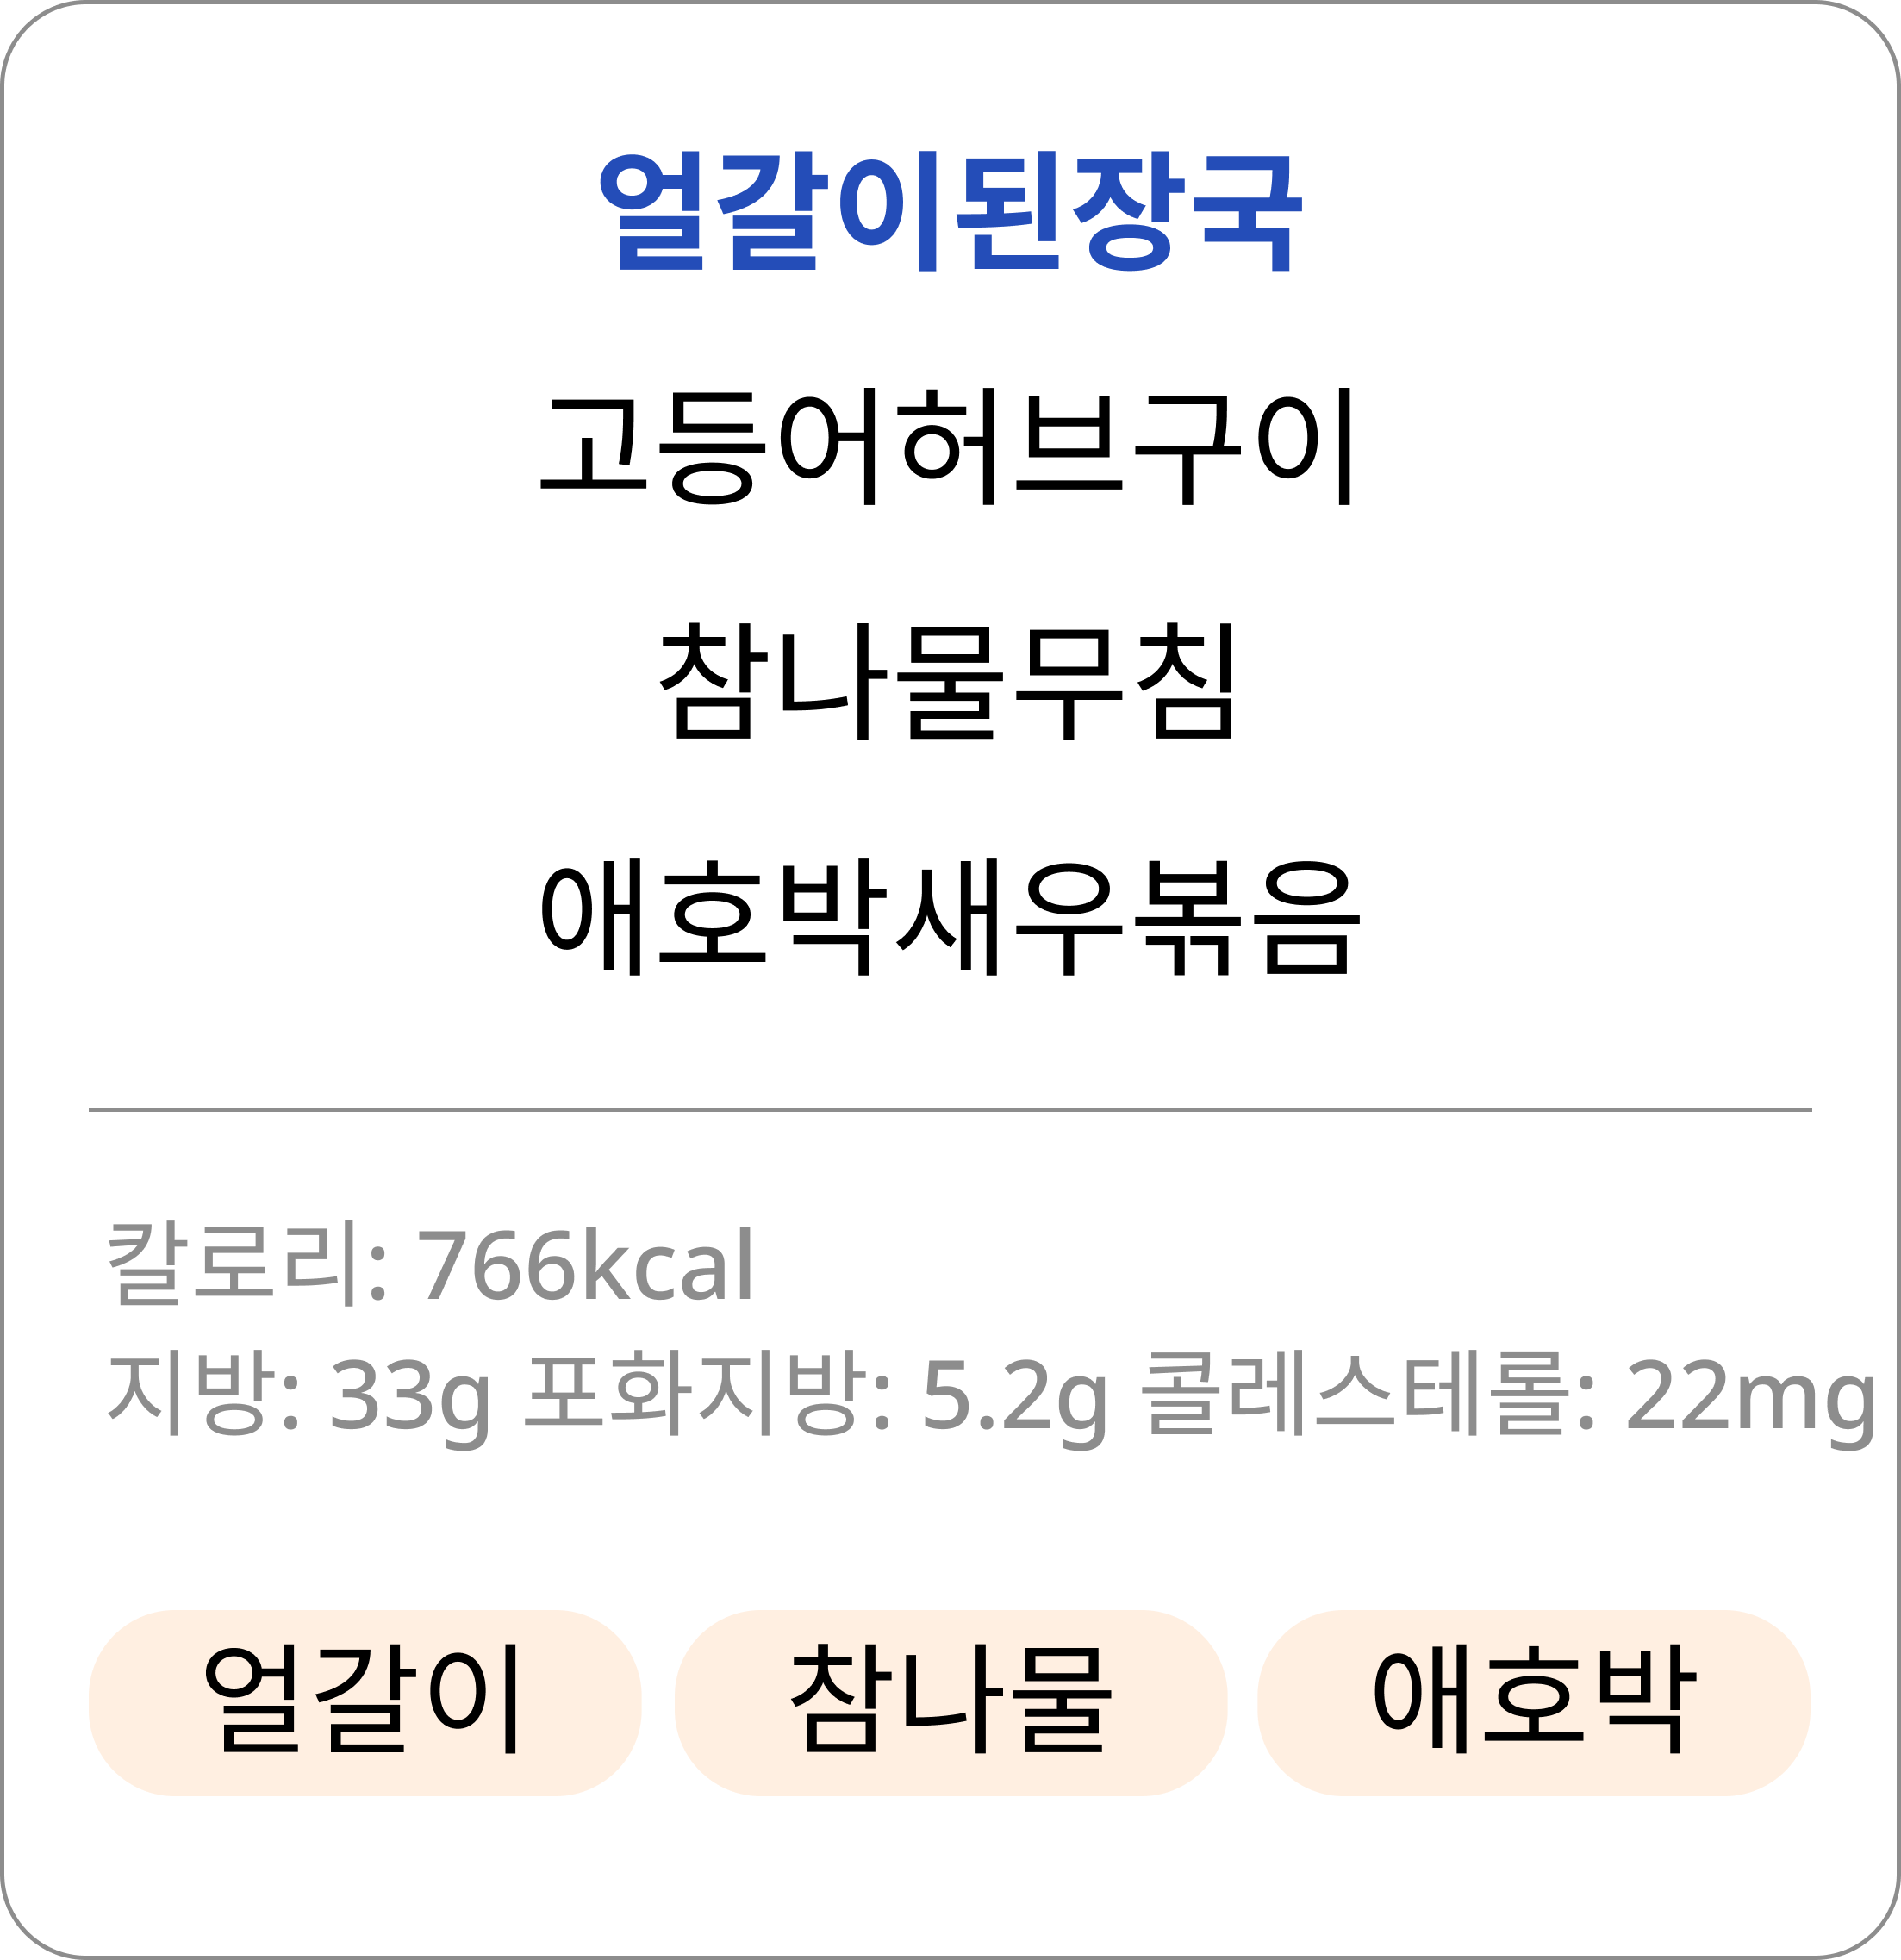 얼갈이된장국
고등어허브구이
참나물무침
애호박새우볶음
칼로리: 766kcal
지방: 33g 포화지방: 5.2g 콜레스테롤: 22mg
얼갈이 참나물 애호박